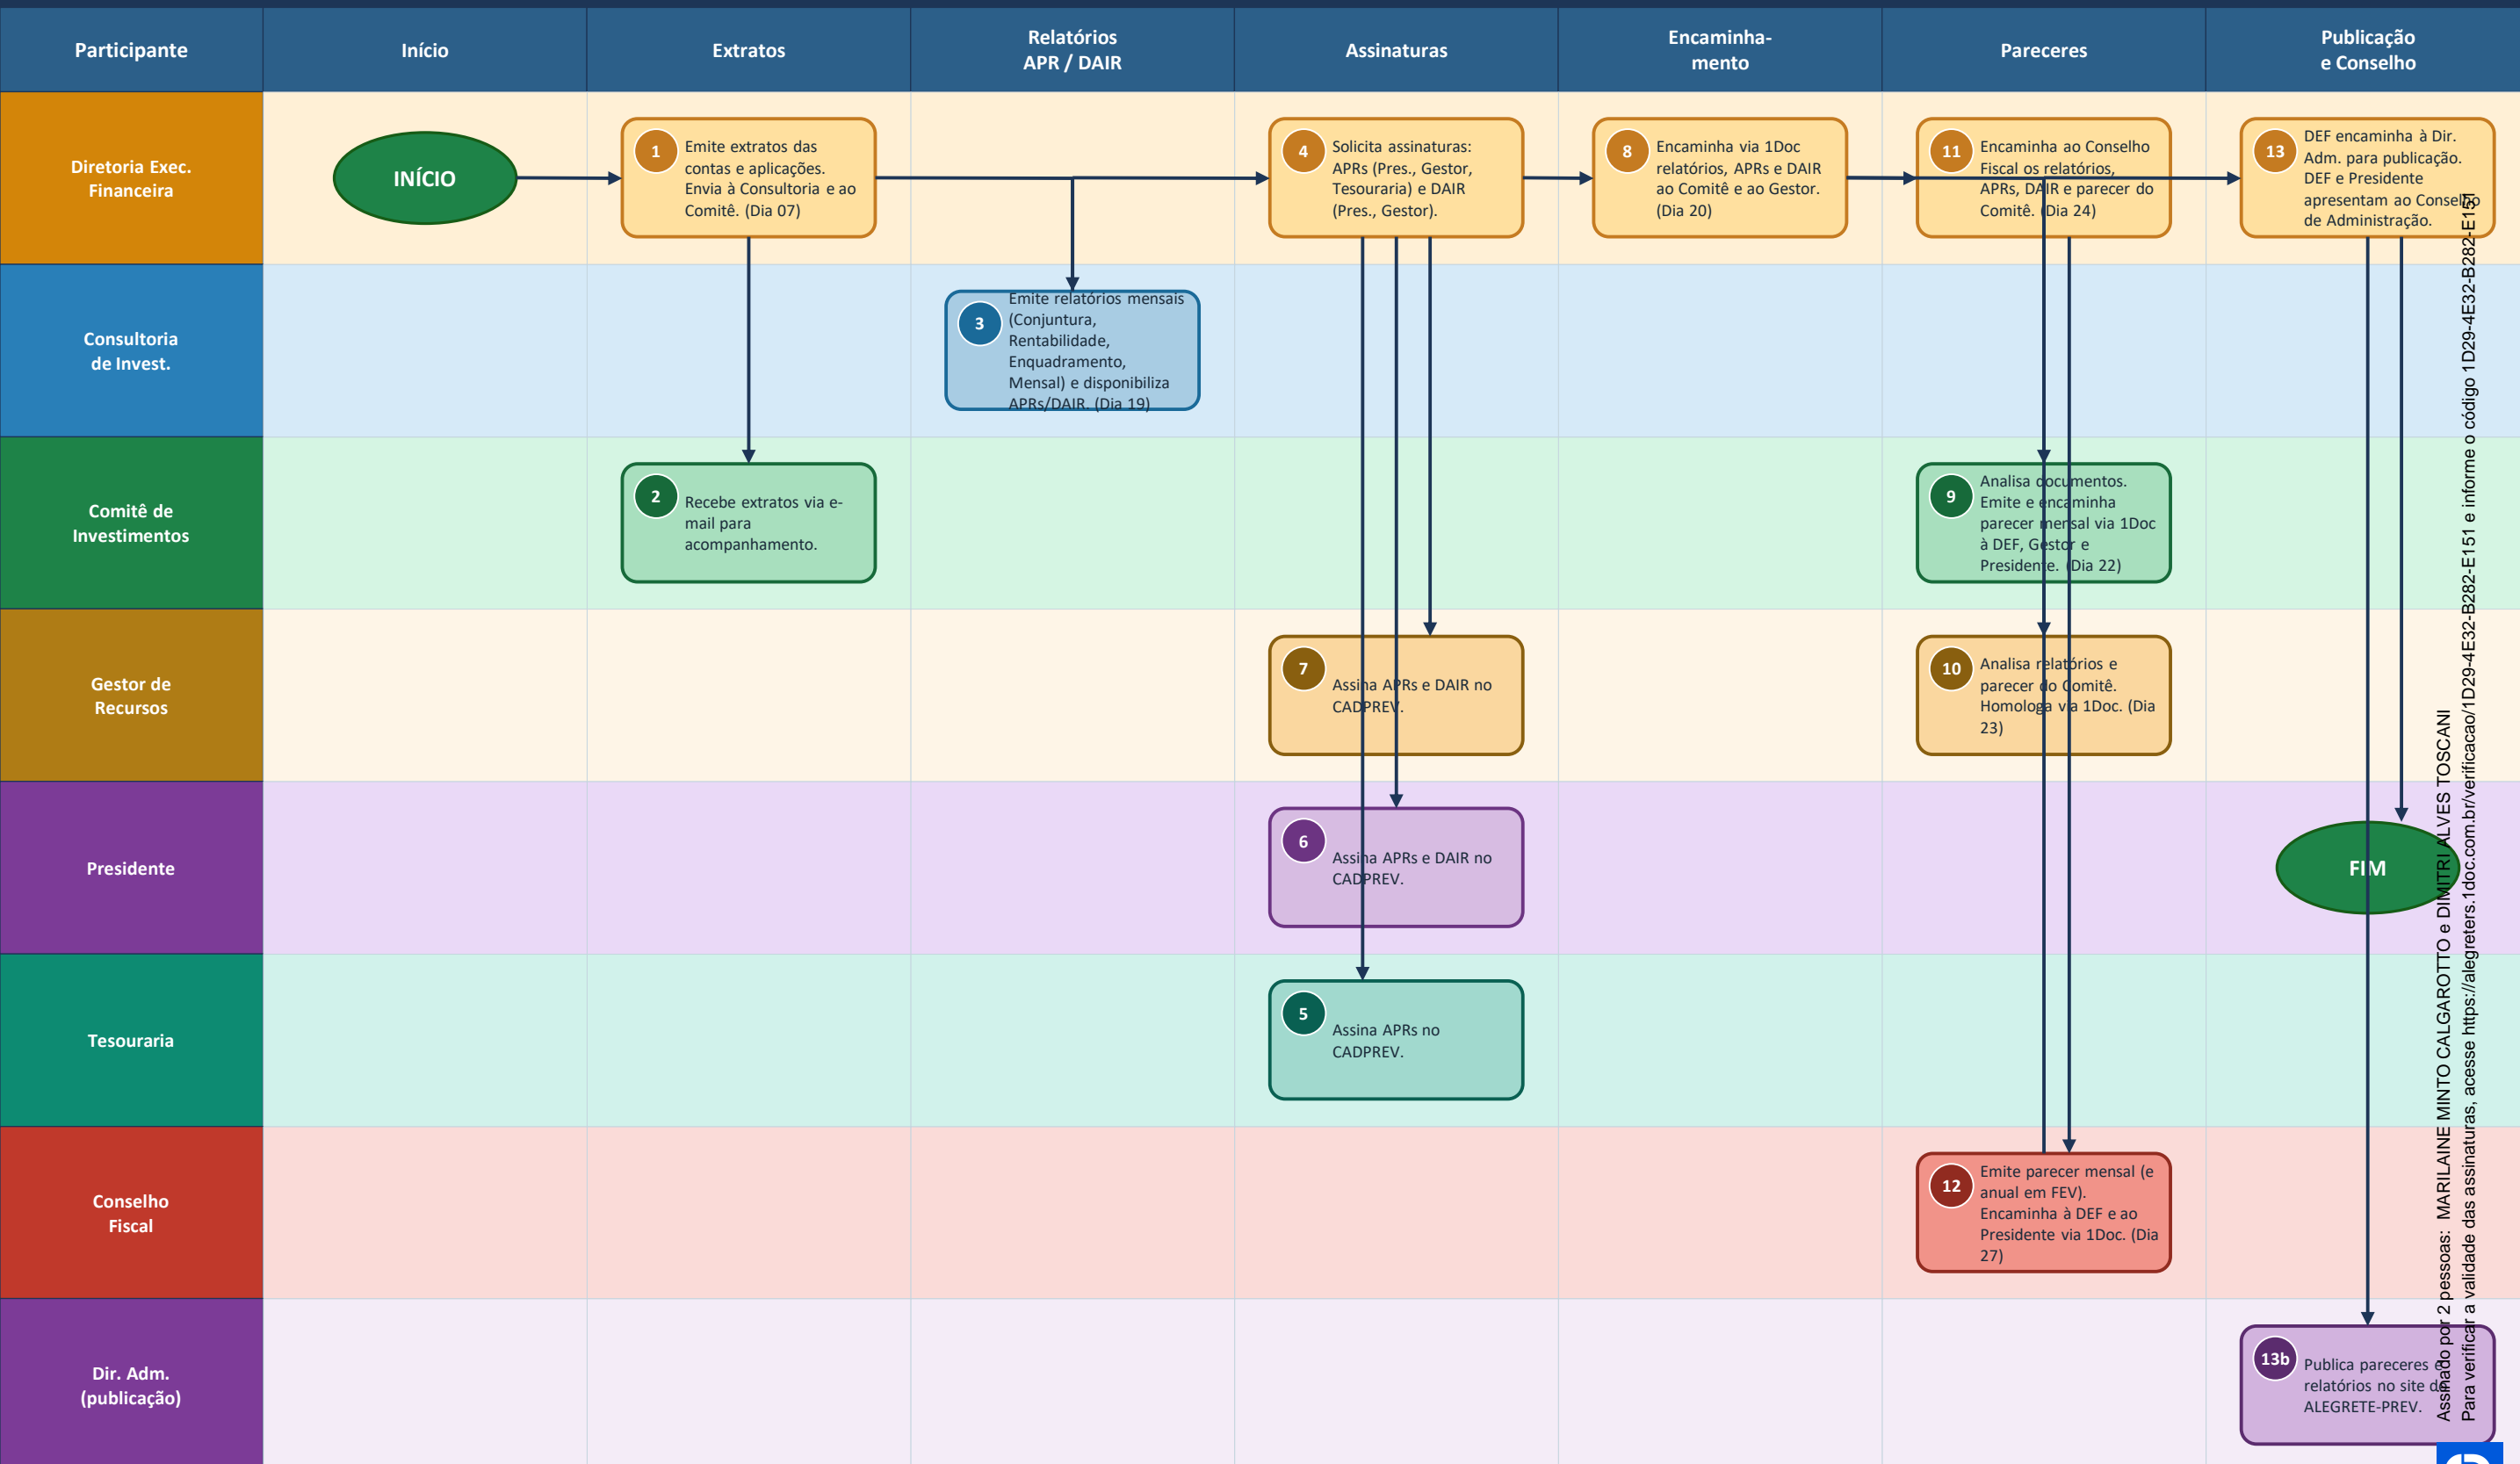 Participante
Início
Extratos
Relatórios
APR / DAIR
Assinaturas
Encaminha-
mento
Pareceres
Publicação
e Conselho
Diretoria Exec.
Financeira
INÍCIO
1
Emite extratos das
contas e aplicações.
Envia à Consultoria e ao
Comitê. (Dia 07)
4
Solicita assinaturas:
APRs (Pres., Gestor,
Tesouraria) e DAIR
(Pres., Gestor).
8
Encaminha via 1Doc
relatórios, APRs e DAIR
ao Comitê e ao Gestor.
(Dia 20)
11
Encaminha ao Conselho
Fiscal os relatórios,
APRs, DAIR e parecer do
Comitê. (Dia 24)
13
DEF encaminha à Dir.
Adm. para publicação.
DEF e Presidente
apresentam ao Conselho
de Administração.
Consultoria
de Invest.
3
Emite relatórios mensais
(Conjuntura,
Rentabilidade,
Enquadramento,
Mensal) e disponibiliza
APRs/DAIR. (Dia 19)
Comitê de
Investimentos
2
Recebe extratos via e-
mail para
acompanhamento.
9
Analisa documentos.
Emite e encaminha
parecer mensal via 1Doc
à DEF, Gestor e
Presidente. (Dia 22)
Gestor de
Recursos
7
Assina APRs e DAIR no
CADPREV.
10
Analisa relatórios e
parecer do Comitê.
Homologa via 1Doc. (Dia
23)
Presidente
6
Assina APRs e DAIR no
CADPREV.
FIM
Tesouraria
5
Assina APRs no
CADPREV.
Conselho
Fiscal
12
Emite parecer mensal (e
anual em FEV).
Encaminha à DEF e ao
Presidente via 1Doc. (Dia
27)
Dir. Adm.
(publicação)
13b
Publica pareceres e
relatórios no site do
ALEGRETE-PREV.
Assinado por 2 pessoas: MARILAINE MINTO CALGAROTTO e DIMITRI ALVES TOSCANI
Para verificar a validade das assinaturas, acesse https://alegreters.1doc.com.br/verificacao/1D29-4E32-B282-E151 e informe o código 1D29-4E32-B282-E151